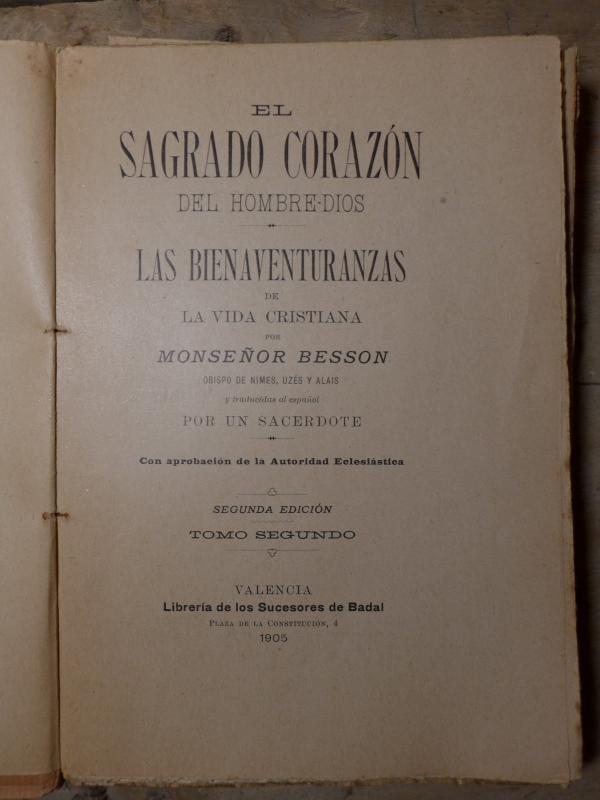 EL
SAGRADO CORAZÓN
DEL HOMBRE-DIOS
LAS BIENAVENTURANZAS
DE
LA VIDA CRISTIANA
POR
MONSEÑOR BESSON
OBISPO DE NIMES, UZÉS Y ALAIS
y traducidas al español
POR UN SACERDOTE
Con aprobación de la Autoridad Eclesiástica
SEGUNDA EDICIÓN
TOMO SEGUNDO
VALENCIA
Librería de los Sucesores de Badal
PLAZA DE LA CONSTITUCIÓN, 4
1905